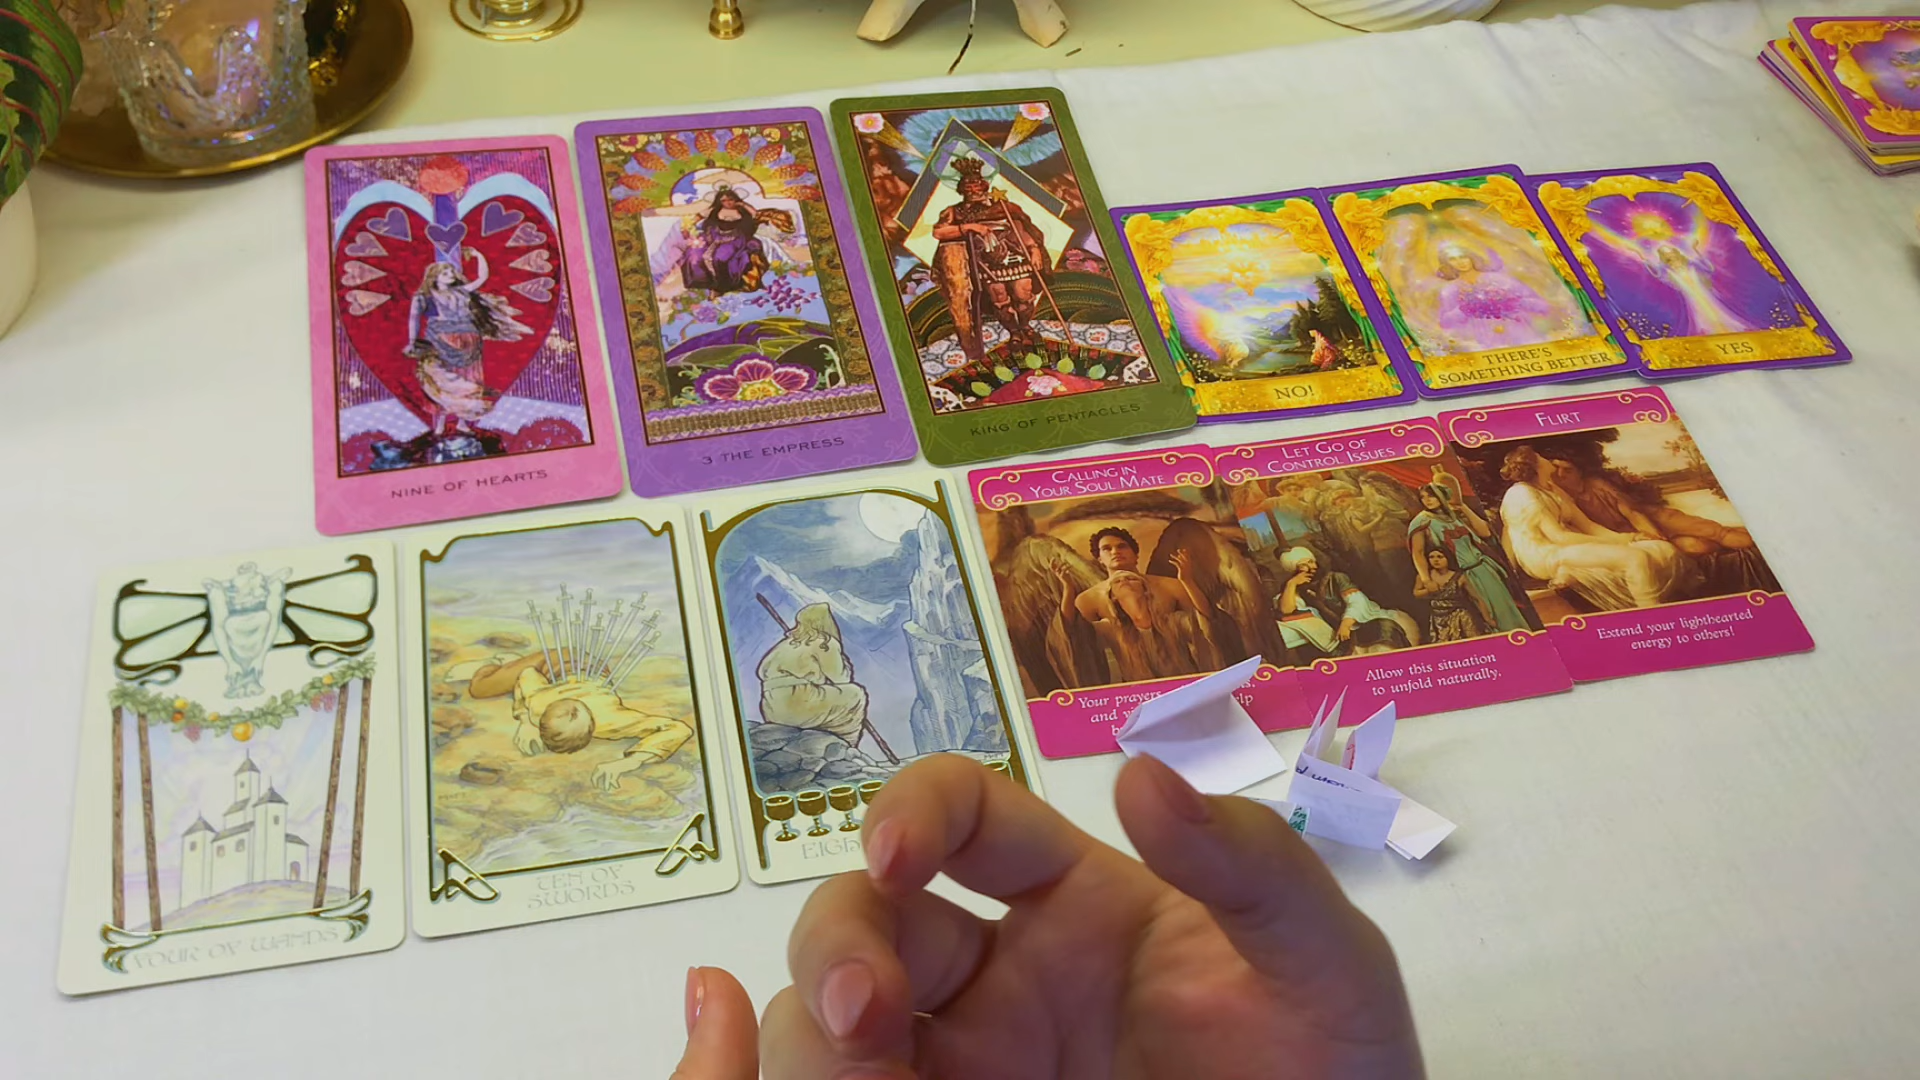 NINE OF HEARTS
3 THE EMPRESS
KING OF PENTACLES
NO!
THERE'S
SOMETHING BETTER
YES
CALLING IN
YOUR SOUL MATE
Your prayers
and
LET GO OF
CONTROL ISSUES
Allow this situation
to unfold naturally.
FLIRT
Extend your lighthearted
energy to others!
FOUR OF WANDS
TEN OF
SWORDS